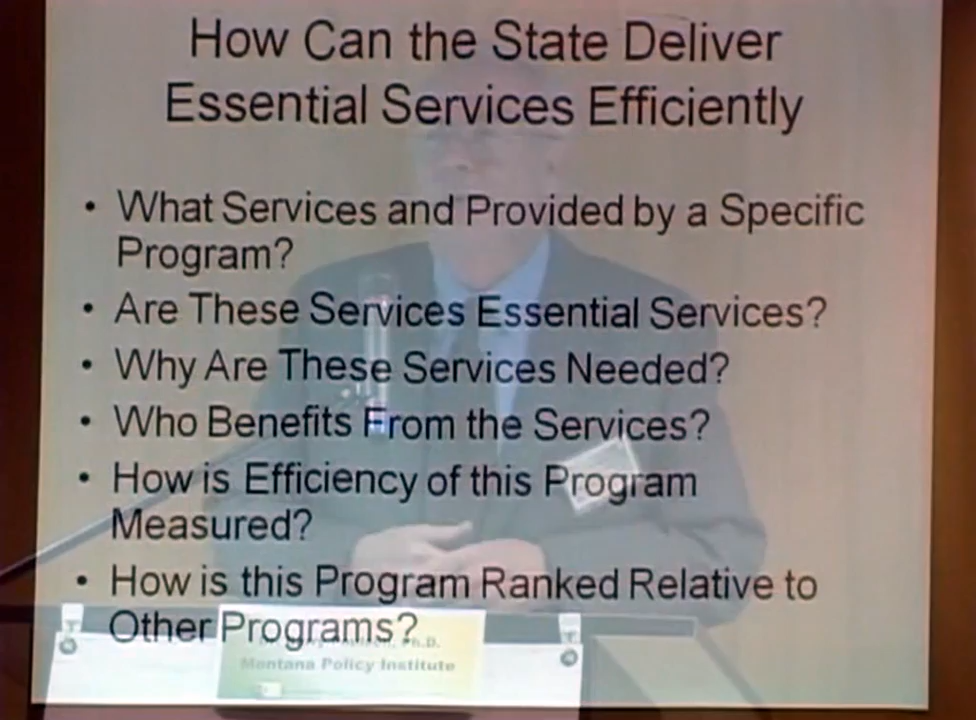 How Can the State Deliver
Essential Services Efficiently
• What Services and Provided by a Specific
Program?
• Are These Services Essential Services?
• Why Are These Services Needed?
• Who Benefits From the Services?
• How is Efficiency of this Program
Measured?
• How is this Program Ranked Relative to
Other Programs?
Ph.D.
Montana Policy Institute